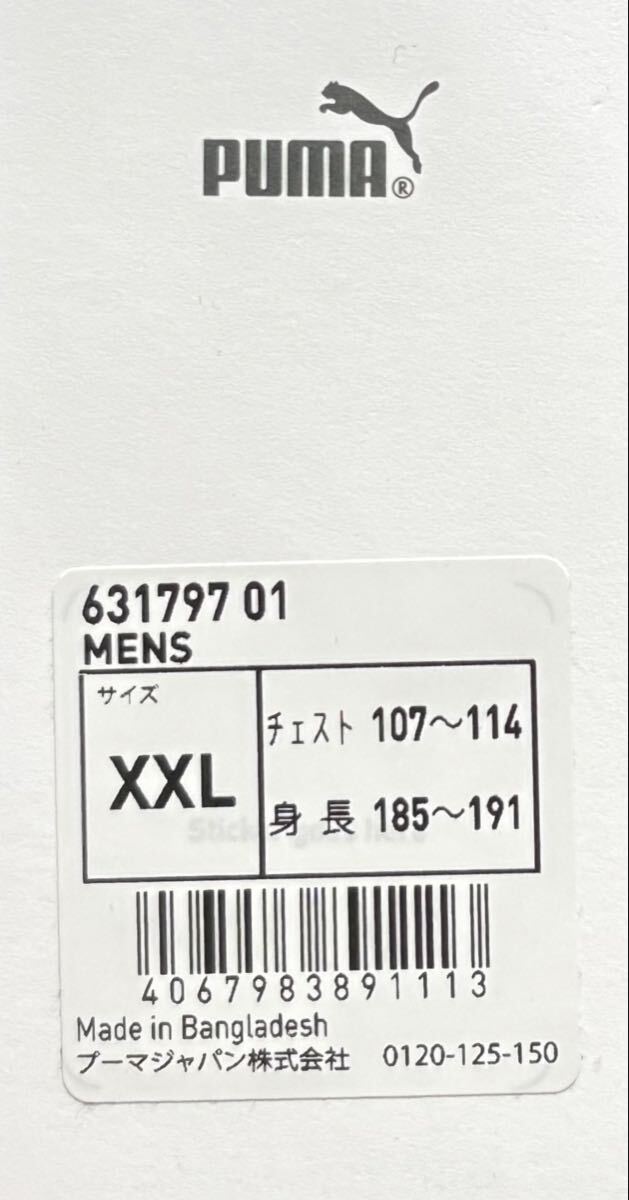 PUMA®
631797 01
MENS
サイズ
XXL
チェスト 107～114
身長 185～191
4067983891113
Made in Bangladesh
プーマジャパン株式会社 0120-125-150